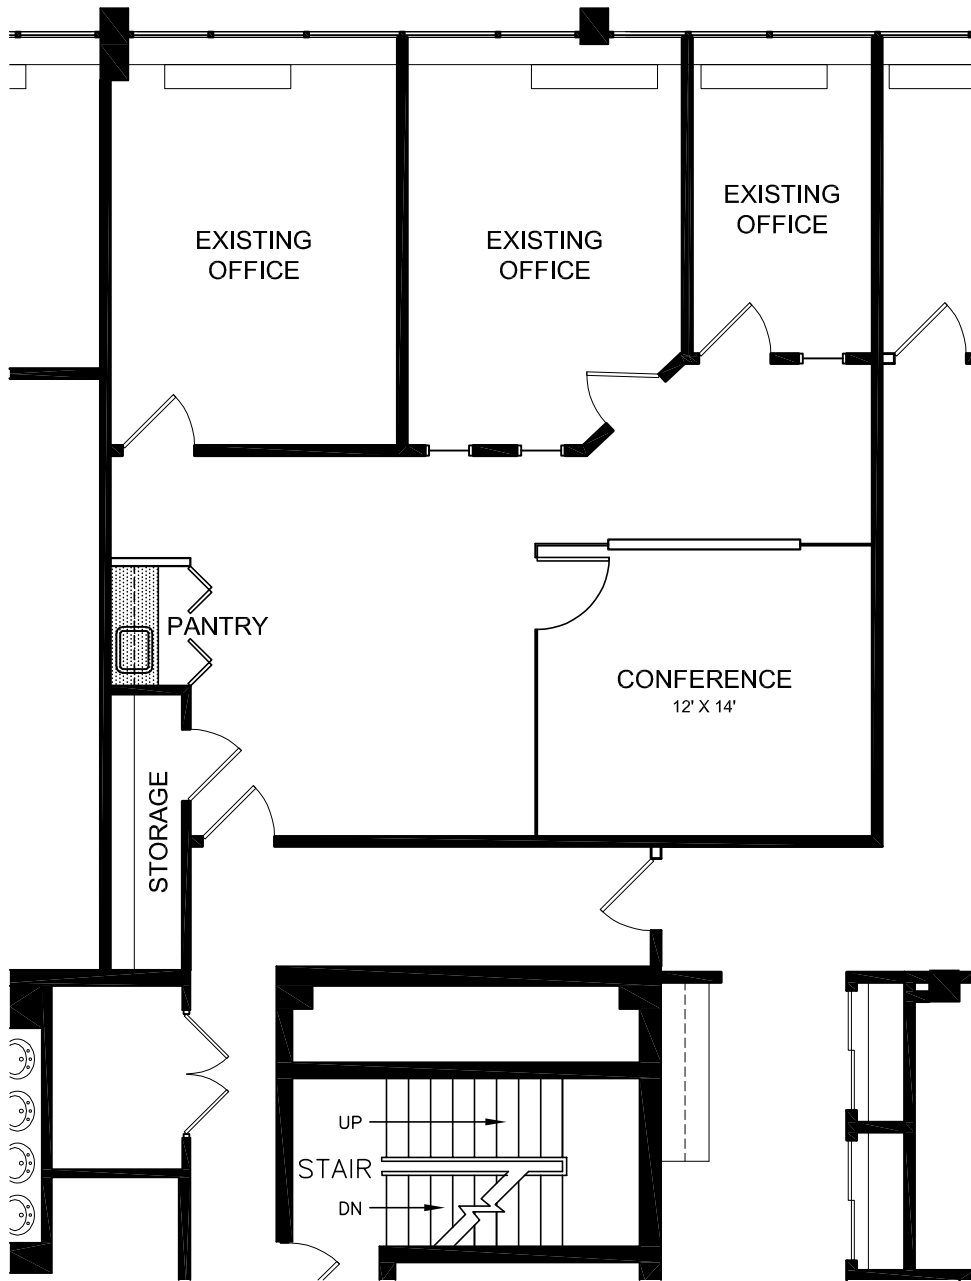 EXISTING
OFFICE
EXISTING
OFFICE
EXISTING
OFFICE
PANTRY
CONFERENCE
12' X 14'
STORAGE
UP
STAIR
DN